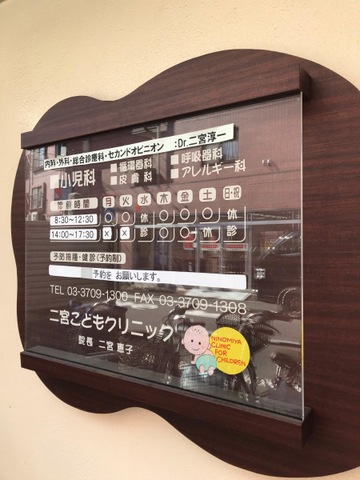 内科・外科・総合診療科・セカンドオピニオン :Dr.二宮淳一
小児科 循環器科 呼吸器科
皮膚科 アレルギー科
診療時間 月 火 水 木 金 土 日・祝
8:30~12:30 ○ ○ 休 ○ ○ ○ 休
14:00~17:30 × × 診 ○ ○ 休 診
予防接種・健診(予約制)
予約を お願いします。
TEL 03-3709-1300 FAX 03-3709-1308
二宮こどもクリニック
院長 二宮恵子
NINOMIYA
CLINIC
FOR
CHILDREN